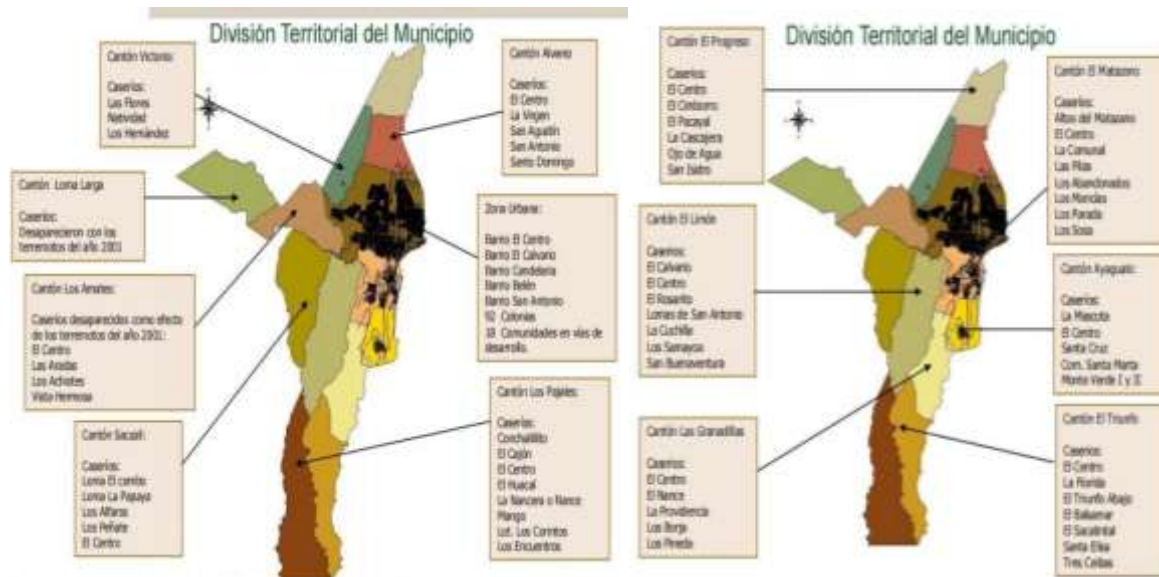 División Territorial del Municipio
Cantón Victoria:
Caseríos:
Las Flores
Natividad
Los Hernández
Cantón Alvarez
Caseríos:
El Centro
La Virgen
San Agustín
San Antonio
Santo Domingo
Cantón Loma Larga
Caseríos:
Desaparecieron con los
terremotos del año 2001
Zona Urbana:
Barrio El Centro
Barrio El Calvario
Barrio Candelaria
Barrio Belén
Barrio San Antonio
92 Colonias
18 Comunidades en vías de
desarrollo.
Cantón Los Amates:
Caseríos desaparecidos como efecto
de los terremotos del año 2001:
El Centro
Las Aradas
Los Achiotes
Vista Hermosa
Cantón Sacazil:
Caseríos:
Loma El
Loma La Papaya
Los Alfaros
Los Peñate
El Centro
Cantón Los Pajales:
Caseríos:
Conchalillito
El Cajón
El Centro
El Huacal
La Nancera o Nance
Mango
Lot. Los Corintos
Los Encuentros
División Territorial del Municipio
Cantón El Progreso
Caseríos:
El Centro
El
El Pacayal
La Cascajera
Ojo de Agua
San Isidro
Cantón El Matazano
Caseríos:
Altos del Matazano
El Centro
La Comunal
Las Pilas
Los Abandonados
Los
Los Parada
Los Sosa
Cantón El Limón
Caseríos:
El Calvario
El Centro
El Rosarito
Lomas de San Antonio
La Cuchilla
Los Samayoa
San Buenaventura
Cantón Ayagualo:
Caseríos:
La Mascota
El Centro
Santa Cruz
Com. Santa Marta
Monte Verde I y II
Cantón Las Granadillas
Caseríos:
El Centro
El Nance
La Providencia
Los Borja
Los Pineda
Cantón El Triunfo
Caseríos:
El Centro
La Florida
El Triunfo Abajo
El Balsamar
El
Santa Elisa
Tres Ceibas